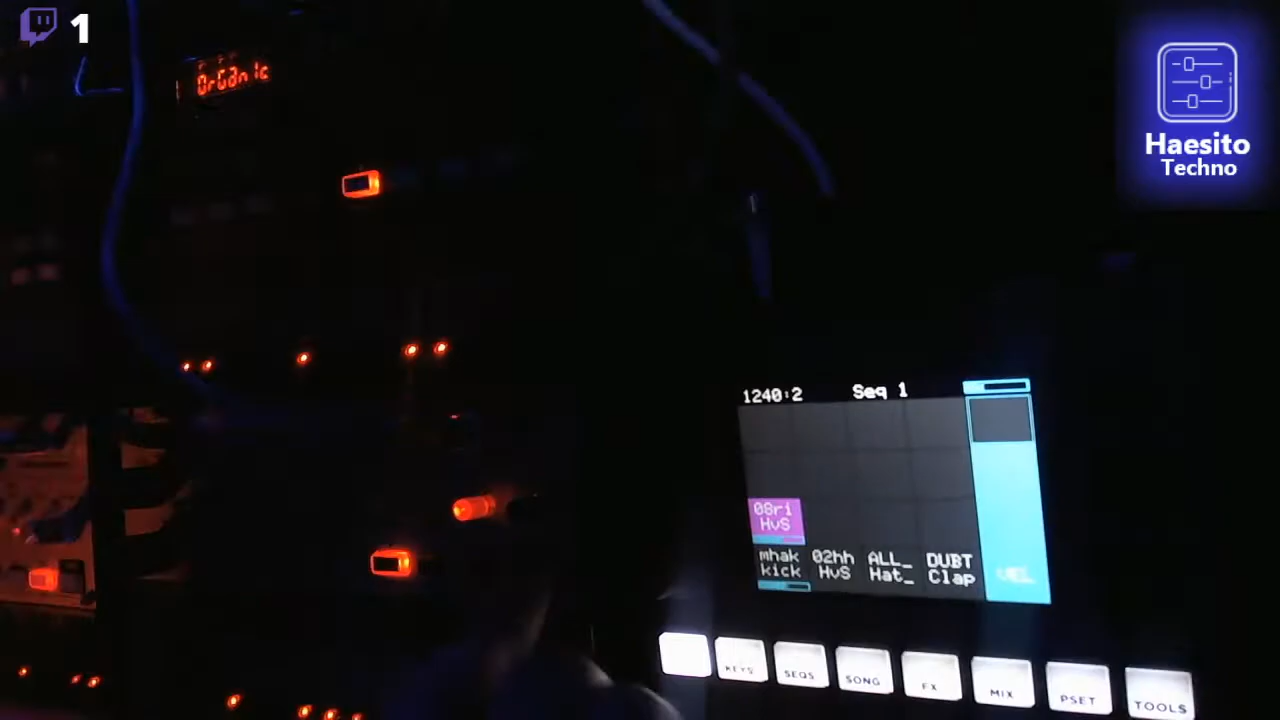 1
OrGanic
Haesito
Techno
1240:2 Seq 1
08ri
HvS
mhak
kick
02hh
HvS
ALL_
Hat_
DUBT
Clap
VEL
KEYS
SEQS
SONG
FX
MIX
PSET
TOOLS